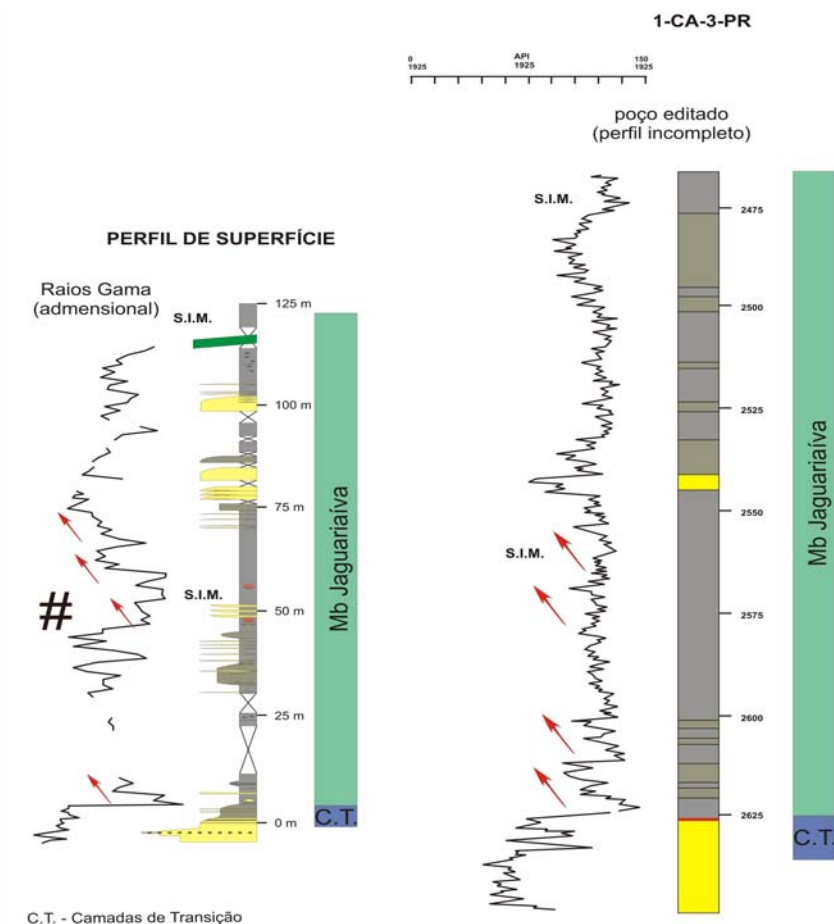 1-CA-3-PR
0 API 150
1925 1925 1925
poço editado
(perfil incompleto)
S.I.M.
2475
PERFIL DE SUPERFÍCIE
Raios Gama
(admensional)
S.I.M.
125 m
2500
100 m
2525
Mb Jaguariaíva
Mb Jaguariaíva
75 m
2550
S.I.M.
S.I.M.
#
50 m
2575
25 m
2600
0 m
C.T.
2625
C.T.
C.T. - Camadas de Transição